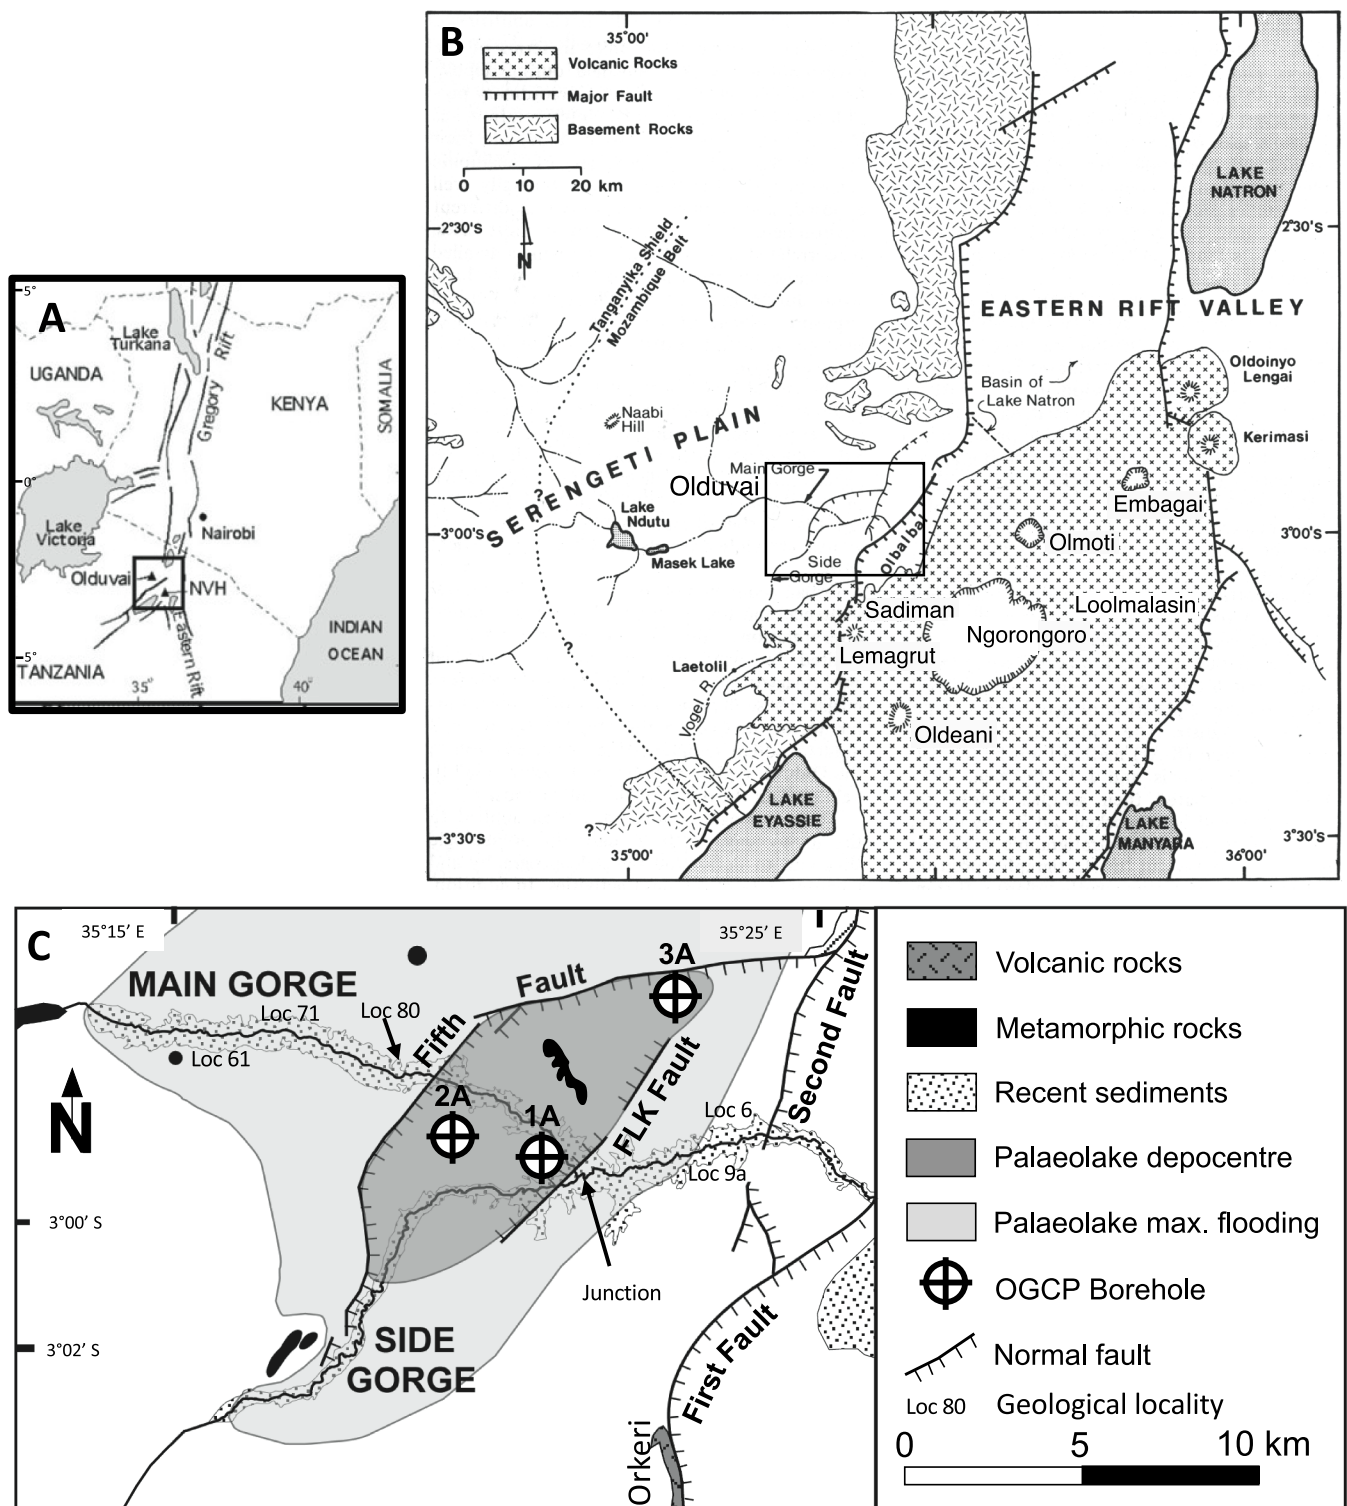 A
5°
Lake
Turkana
Rift
UGANDA
Gregory
KENYA
SOMALIA
0°
Lake
Victoria
Nairobi
Olduvai
NVH
INDIAN
OCEAN
5°
Eastern Rift
TANZANIA
35°
40°
B
35°00'
Volcanic Rocks
Major Fault
Basement Rocks
0 10 20 km
N
2°30'S
2°30'S
LAKE
NATRON
Tanganyika Shield
Mozambique Belt
EASTERN RIFT VALLEY
Oldoinyo
Lengai
Basin of
Lake Natron
Naabi
Hill
Kerimasi
SERENGETI PLAIN
Main Gorge
Olduvai
?
Embagai
Lake
Ndutu
3°00'S
3°00'S
Olmoti
Masek Lake
Olbalbal
Side
Gorge
Sadiman
Loolmalasin
Ngorongoro
?
Lemagrut
Laetolil
Vogel R.
Oldeani
LAKE
EYASSIE
LAKE
MANYARA
?
3°30'S
3°30'S
35°00'
36°00'
C
35°15' E
35°25' E
3A
MAIN GORGE
Fault
Loc 71
Loc 80
Fifth
Second Fault
Loc 61
FLK Fault
2A
1A
Loc 6
N
Loc 9a
3°00' S
Junction
3°02' S
SIDE
GORGE
First Fault
Orkeri
Volcanic rocks
Metamorphic rocks
Recent sediments
Palaeolake depocentre
Palaeolake max. flooding
OGCP Borehole
Normal fault
Loc 80 Geological locality
0 5 10 km